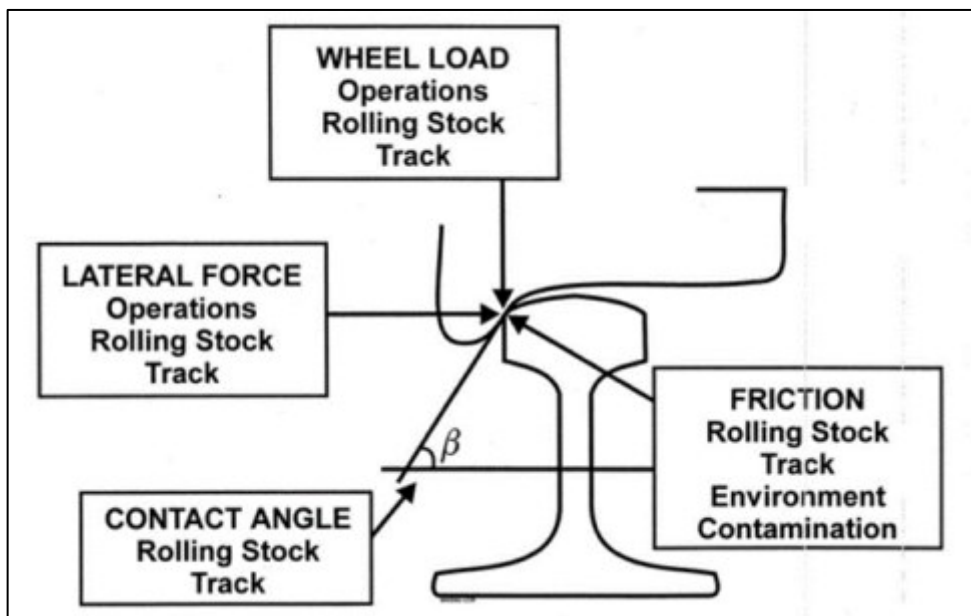 WHEEL LOAD
Operations
Rolling Stock
Track
LATERAL FORCE
Operations
Rolling Stock
Track
β
FRICTION
Rolling Stock
Track
Environment
Contamination
CONTACT ANGLE
Rolling Stock
Track